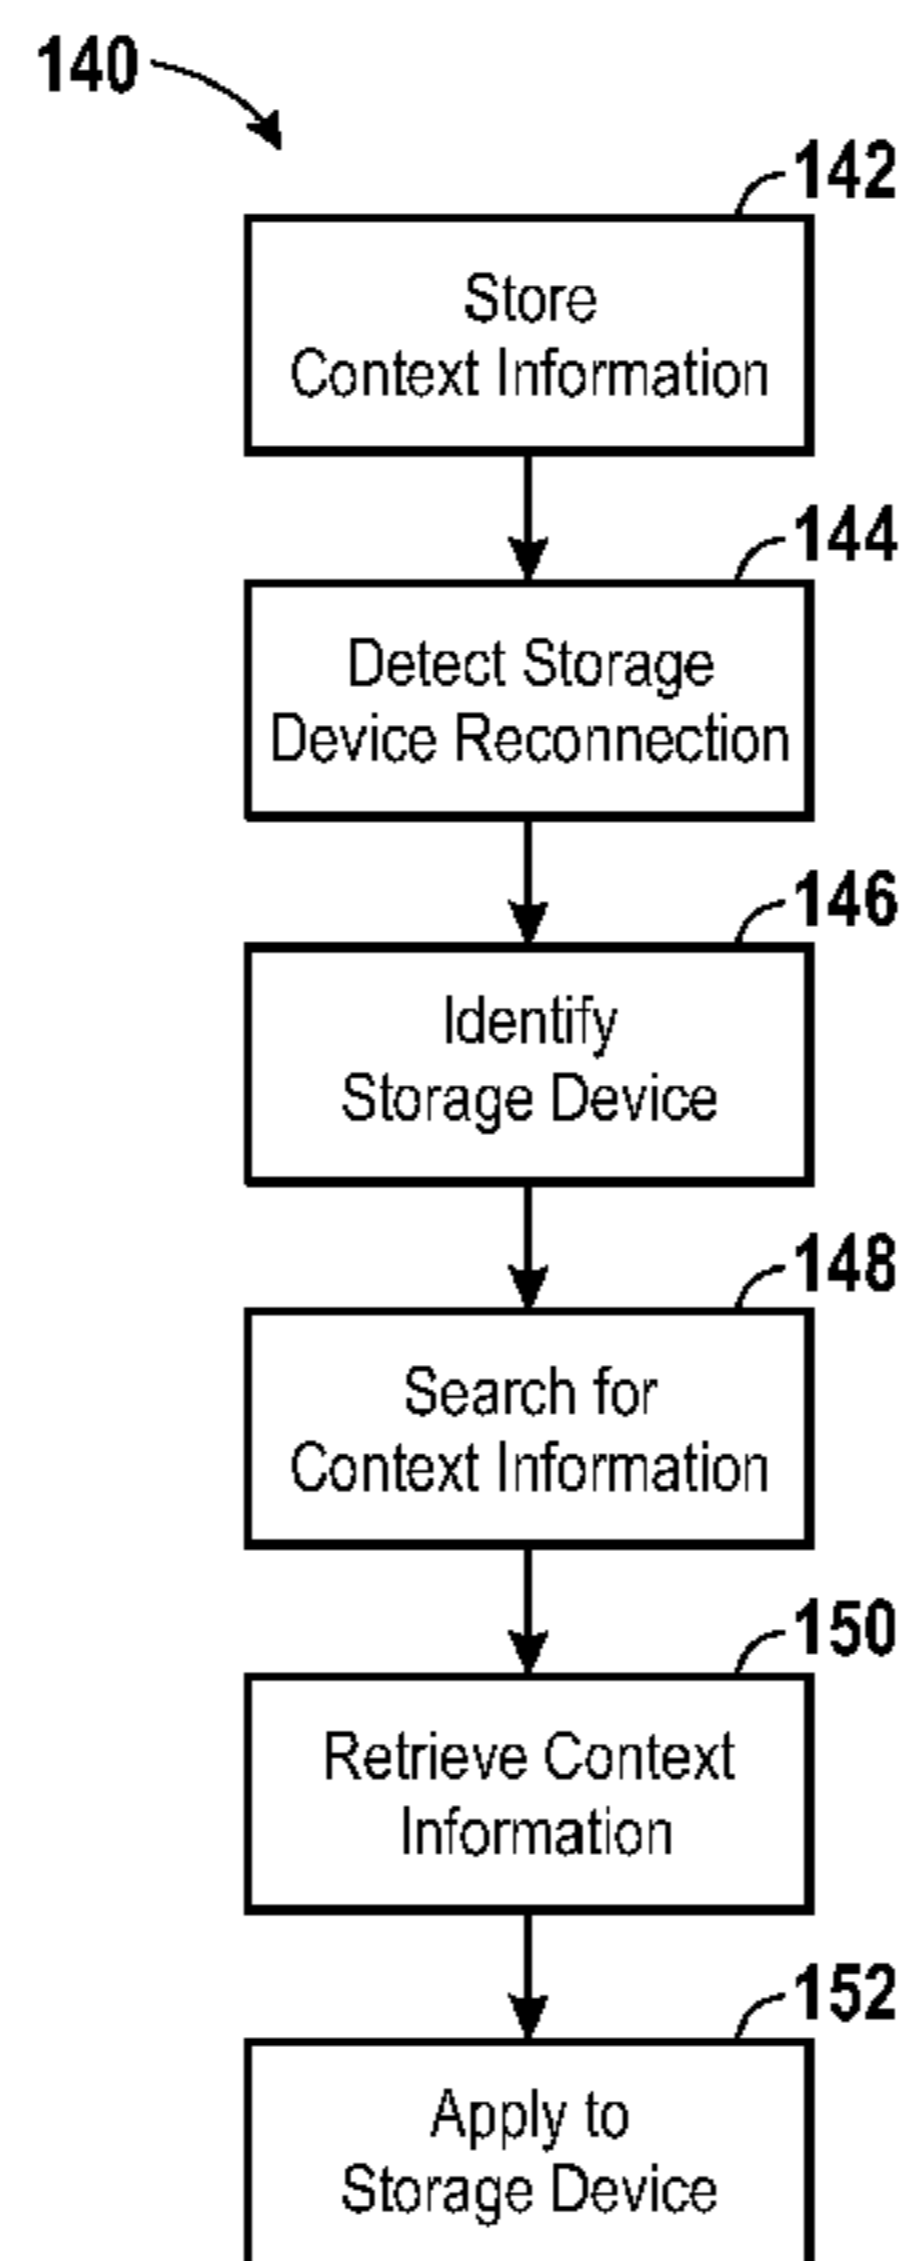 140
142
Store
Context Information
144
Detect Storage
Device Reconnection
146
Identify
Storage Device
148
Search for
Context Information
150
Retrieve Context
Information
152
Apply to
Storage Device